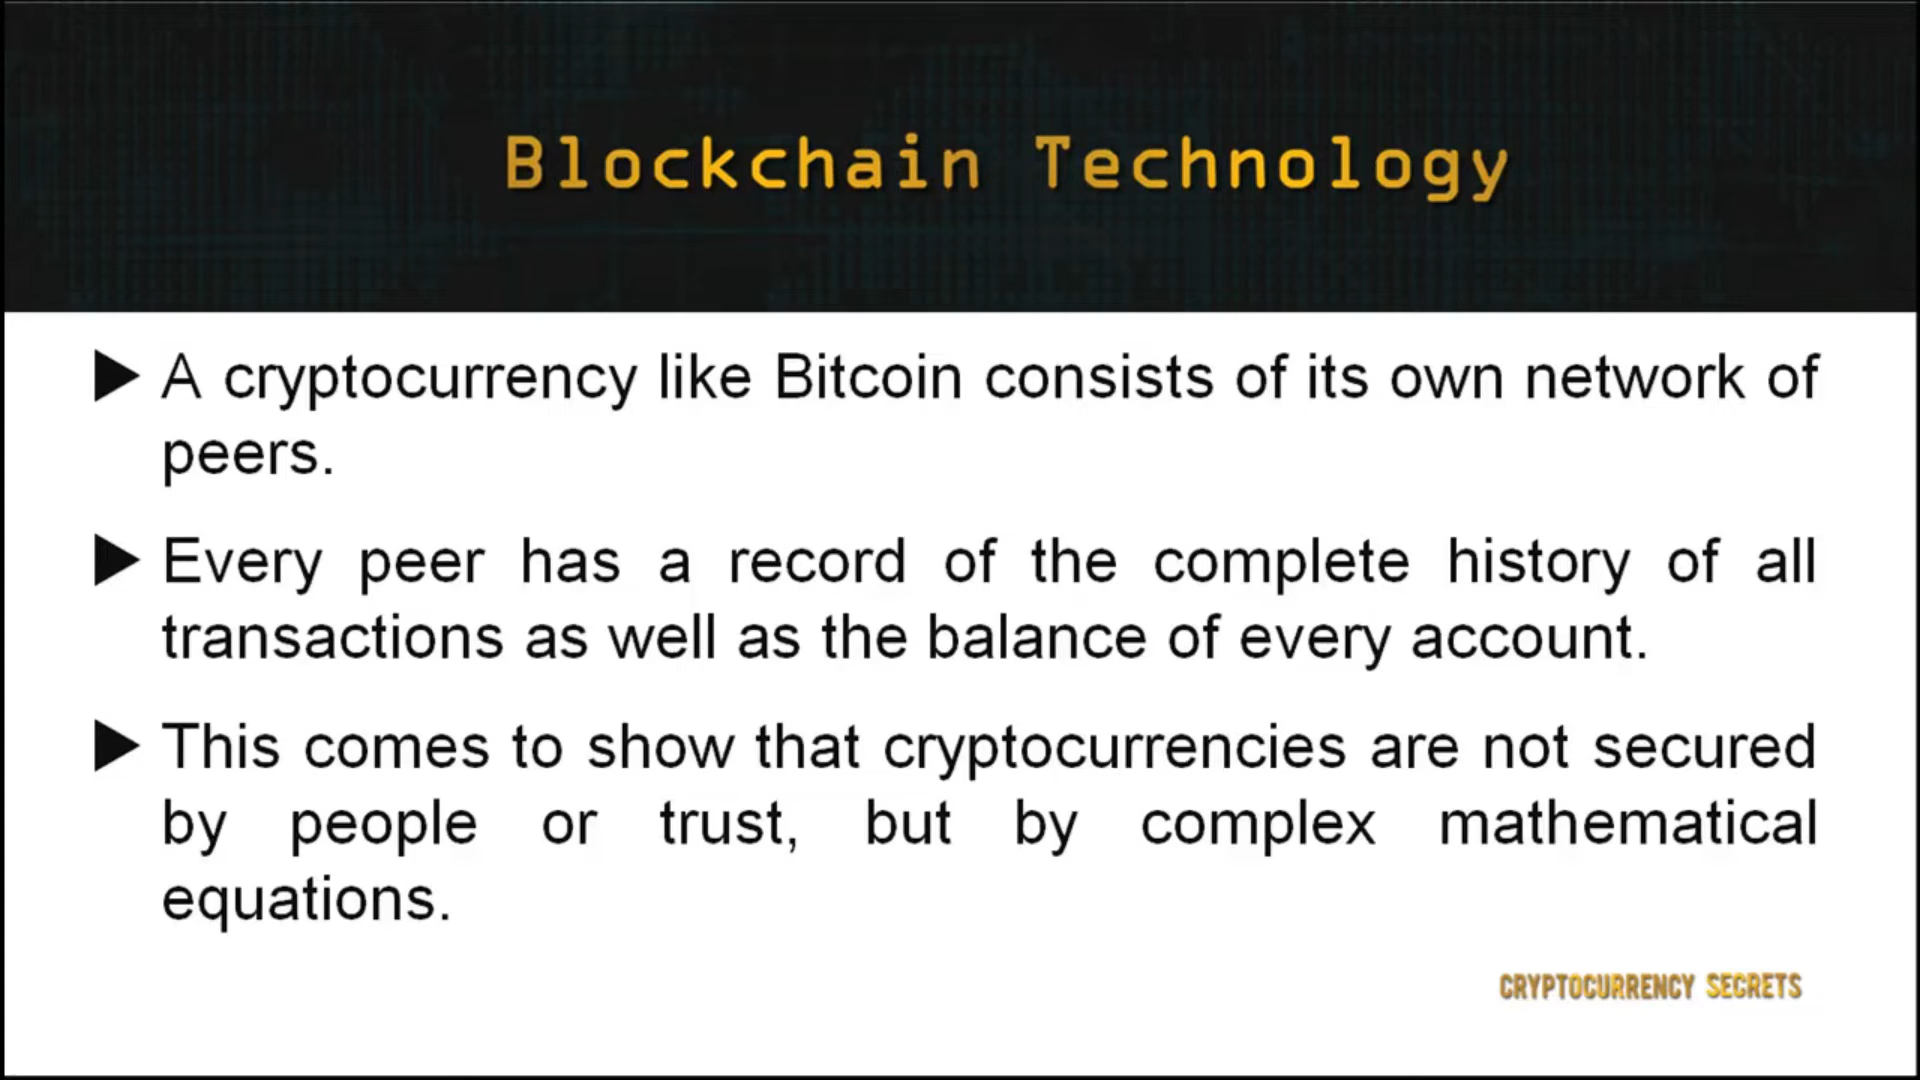 Blockchain Technology
▶ A cryptocurrency like Bitcoin consists of its own network of
peers.
▶ Every peer has a record of the complete history of all
transactions as well as the balance of every account.
▶ This comes to show that cryptocurrencies are not secured
by people or trust, but by complex mathematical
equations.
CRYPTOCURRENCY SECRETS